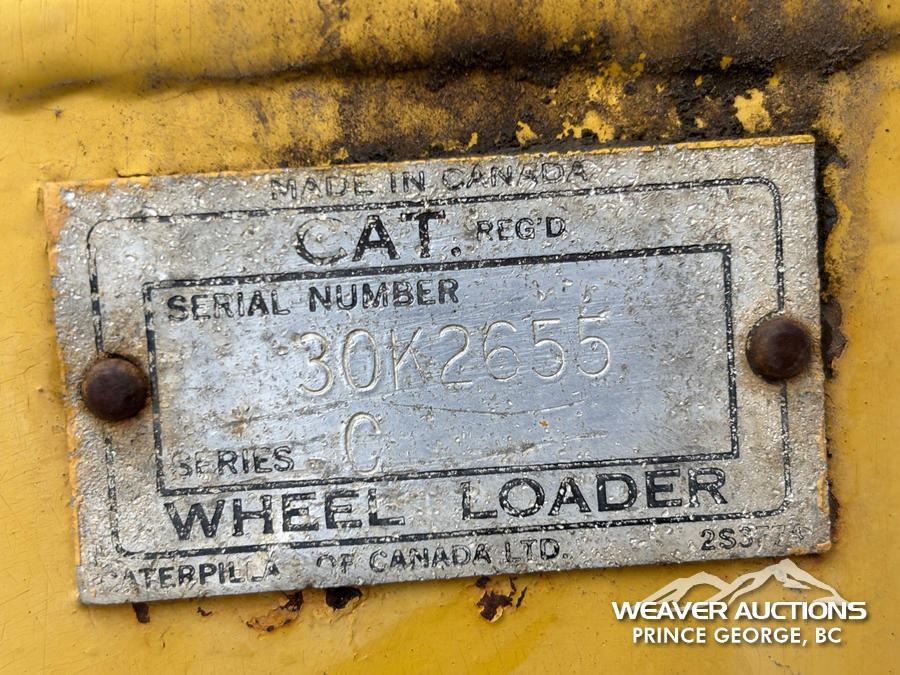 MADE IN CANADA
CAT. REG'D
SERIAL NUMBER
30K2655
SERIES C
WHEEL LOADER
CATERPILLA OF CANADA LTD.
WEAVER AUCTIONS
PRINCE GEORGE, BC